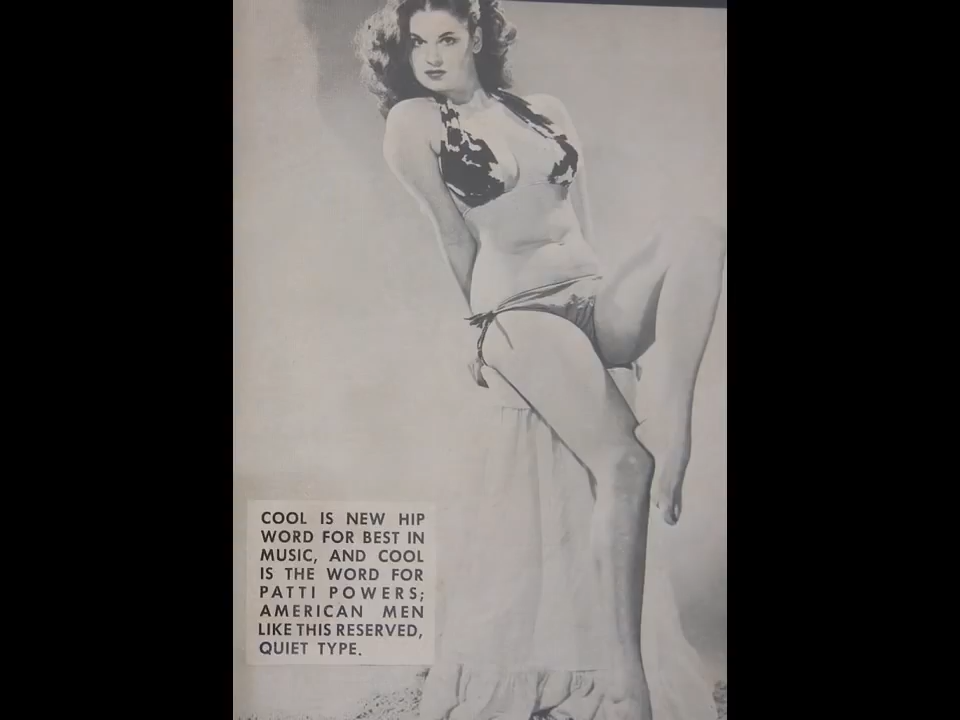 COOL IS NEW HIP
WORD FOR BEST IN
MUSIC, AND COOL
IS THE WORD FOR
PATTI POWERS;
AMERICAN MEN
LIKE THIS RESERVED,
QUIET TYPE.